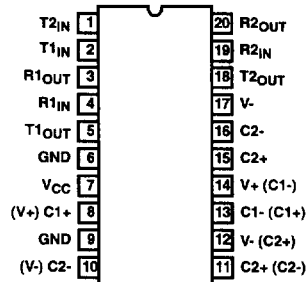 T2IN 1 20 R2OUT
T1IN 2 19 R2IN
R1OUT 3 18 T2OUT
R1IN 4 17 V-
T1OUT 5 16 C2-
GND 6 15 C2+
VCC 7 14 V+ (C1-)
(V+) C1+ 8 13 C1- (C1+)
GND 9 12 V- (C2+)
(V-) C2- 10 11 C2+ (C2-)